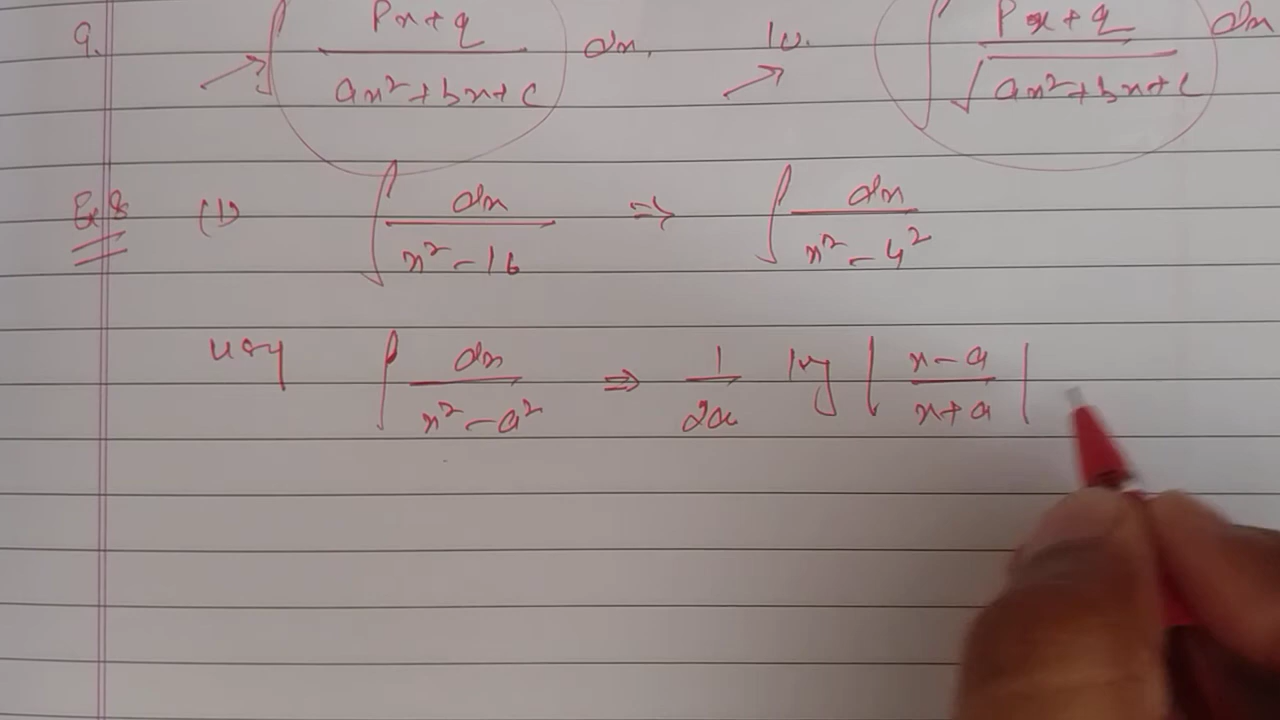 9. ∫ Px+q / ax²+bx+c dx, 10. ∫ Px+q / √ax²+bx+c dx
Ex 8 (1) ∫ dx / x²-16 ⇒ ∫ dx / x²-4²
∫ dx / x²-a² ⇒ 1/2a log | x-a / x+a |